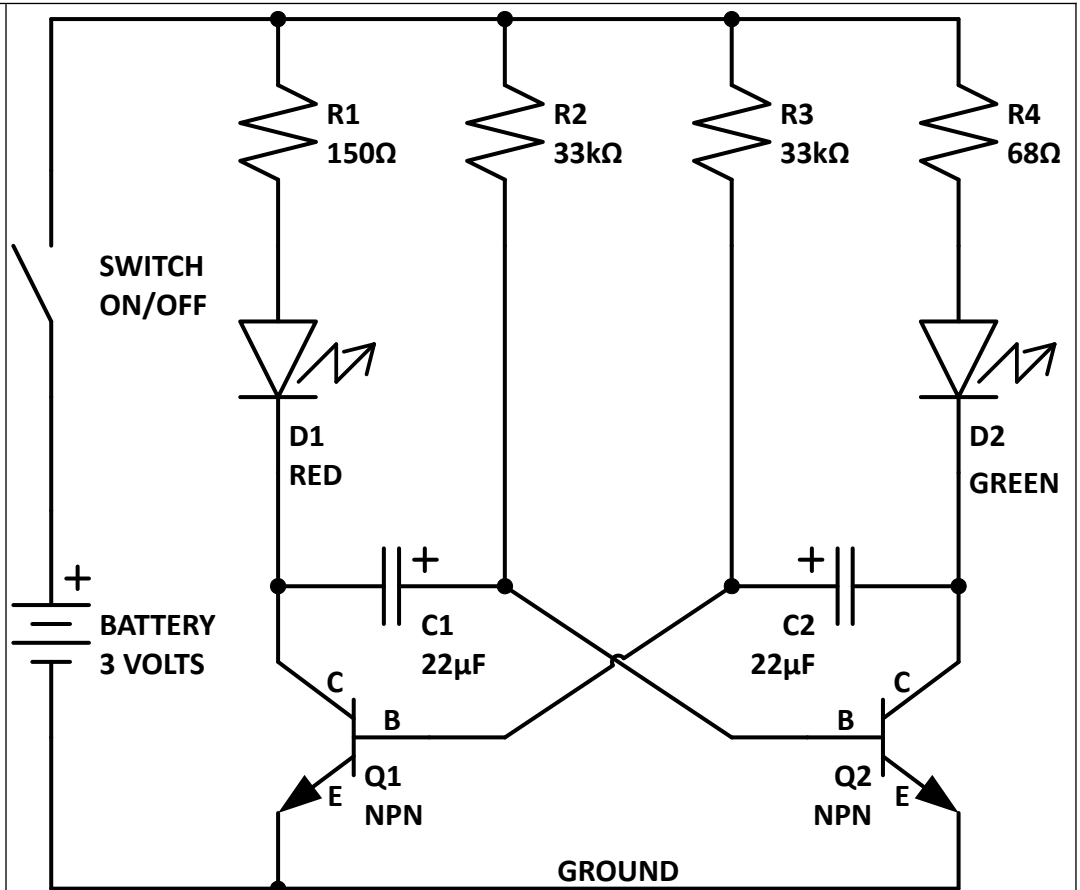 R1
150Ω
R2
33kΩ
R3
33kΩ
R4
68Ω
SWITCH
ON/OFF
D1
RED
D2
GREEN
+
BATTERY
3 VOLTS
+
C1
22µF
+
C2
22µF
C
B
E
Q1
NPN
C
B
E
Q2
NPN
GROUND